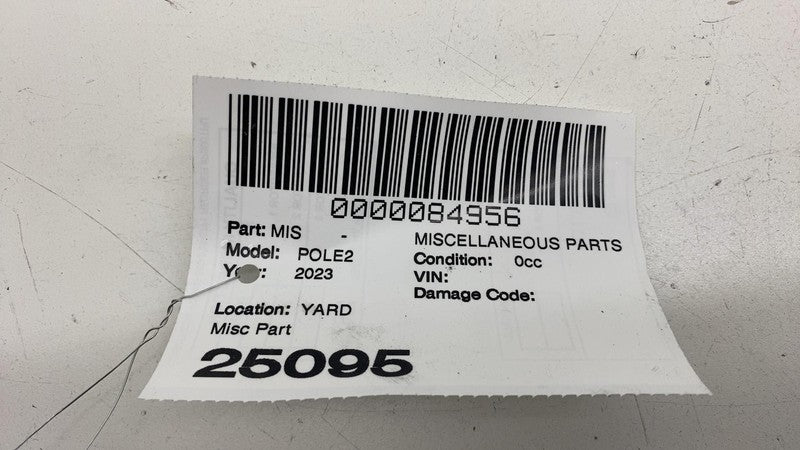 0000084956
Part: MIS - MISCELLANEOUS PARTS
Model: POLE2 Condition: 0cc
2023 VIN:
Damage Code:
Location: YARD
Misc Part
25095